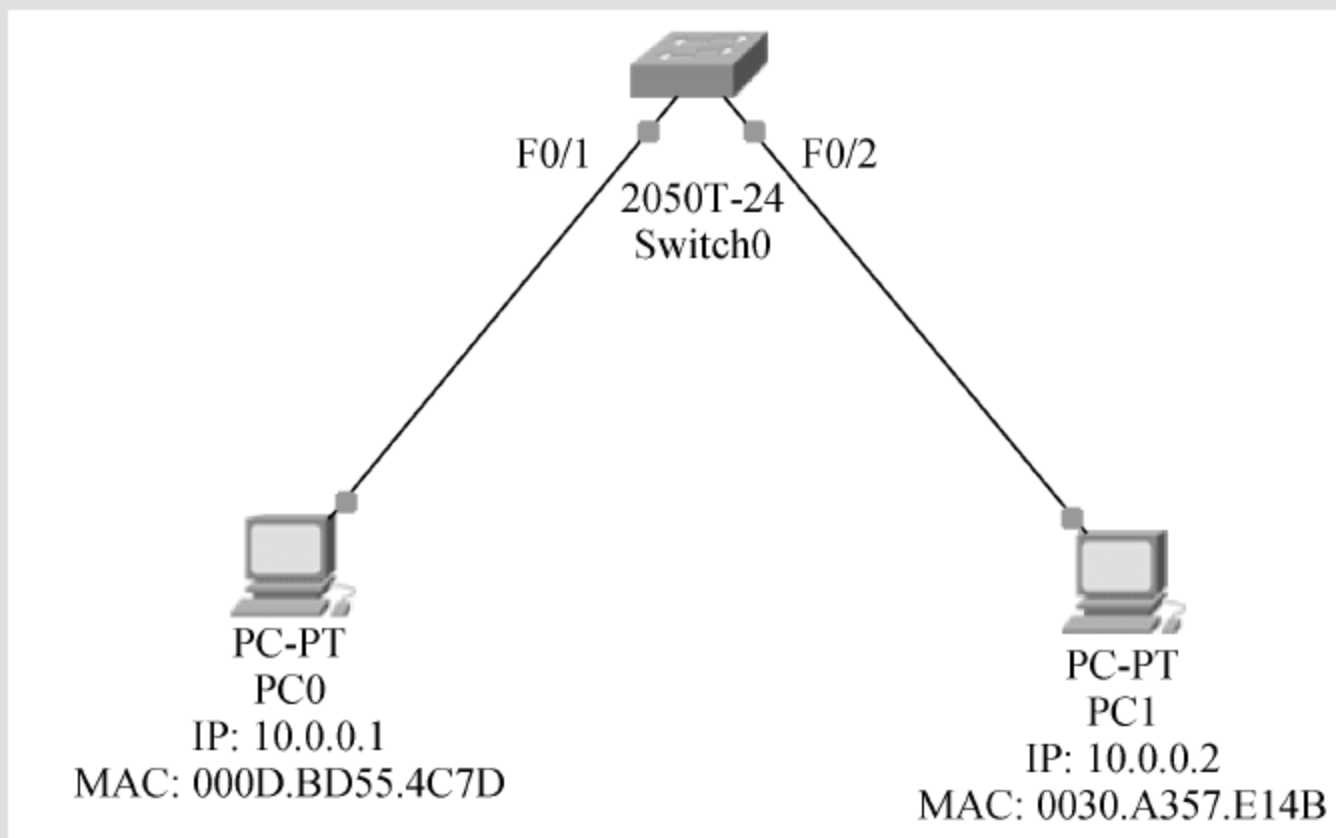 F0/1
F0/2
2050T-24
Switch0
PC-PT
PC0
IP: 10.0.0.1
MAC: 000D.BD55.4C7D
PC-PT
PC1
IP: 10.0.0.2
MAC: 0030.A357.E14B